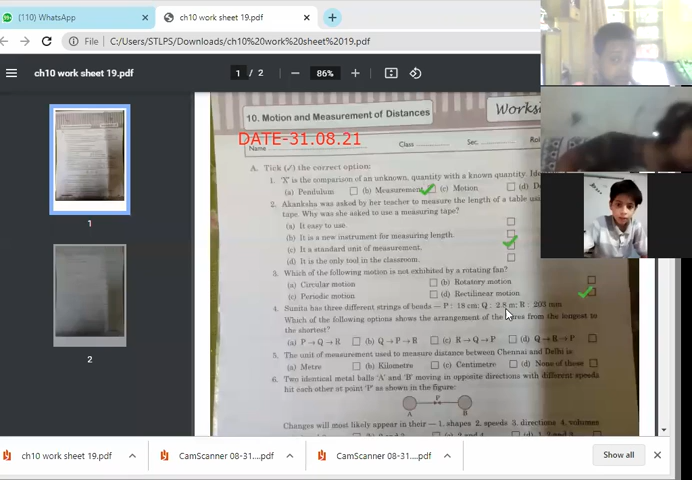 (110) WhatsApp
ch10 work sheet 19.pdf
File
C:/Users/STLPS/Downloads/ch10%20work%20sheet%2019.pdf
ch10 work sheet 19.pdf
1 / 2
86%
10. Motion and Measurement of Distances
DATE-31.08.21
Name
Class
Sec.
A. Tick (✓) the correct option:
1. 'X' is the comparison of an unknown, quantity with a known quantity.
(a) Pendulum (b) Measurement (c) Motion (d)
2. Akanksha was asked by her teacher to measure the length of a table
tape. Why was she asked to use a measuring tape?
(a) It easy to use.
(b) It is a new instrument for measuring length.
(c) It a standard unit of measurement.
(d) It is the only tool in the classroom.
3. Which of the following motion is not exhibited by a rotating fan?
(a) Circular motion (b) Rotatory motion
(c) Periodic motion (d) Rectilinear motion
4. Sunita has three different strings of beads – P : 18 cm; Q : 2.8 m; R : 203 mm
Which of the following options shows the arrangement of the from the longest to
the shortest?
(a) P → Q → R (b) Q → P → R (c) R → Q → P (d) Q → R → P
5. The unit of measurement used to measure distance between Chennai and Delhi is
(a) Metre (b) Kilometre (c) Centimetre (d) None of these
6. Two identical metal balls 'A' and 'B' moving in opposite directions with different speeds
hit each other at point 'P' as shown in the figure:
P
A B
Changes will most likely appear in their — 1. shapes 2. speeds 3. directions 4. volumes
1
2
ch10 work sheet 19.pdf
CamScanner 08-31....pdf
CamScanner 08-31....pdf
Show all